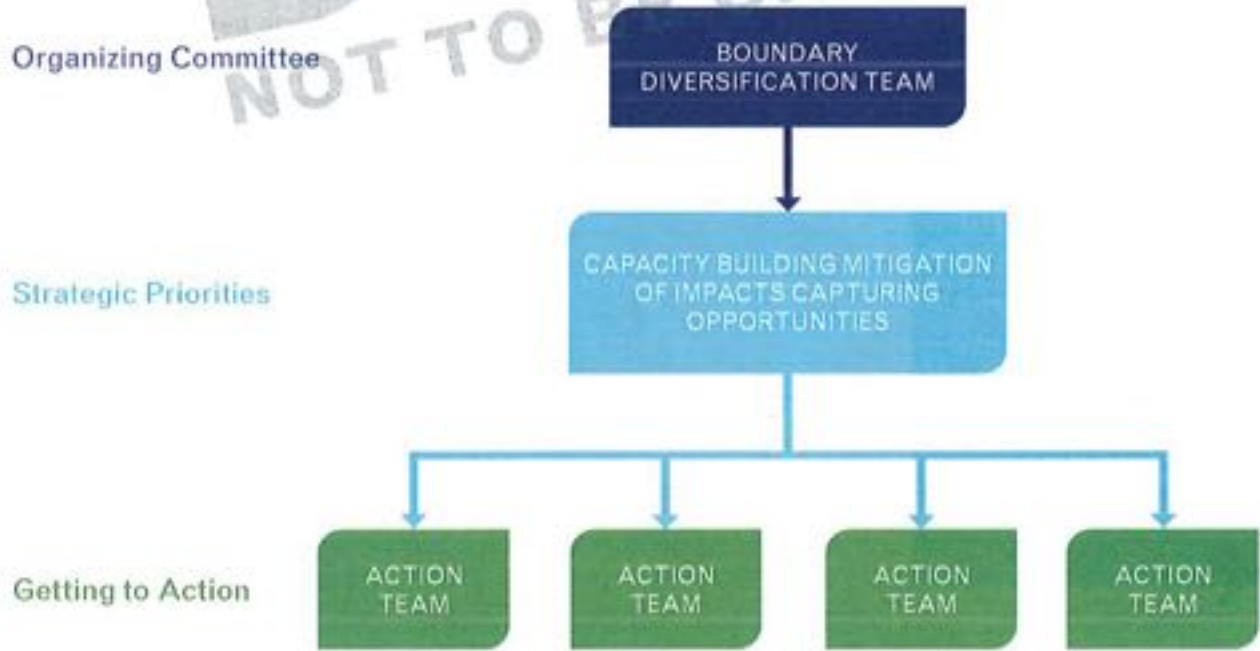 NOT TO
Organizing Committee
BOUNDARY
DIVERSIFICATION TEAM
Strategic Priorities
CAPACITY BUILDING MITIGATION
OF IMPACTS CAPTURING
OPPORTUNITIES
Getting to Action
ACTION
TEAM
ACTION
TEAM
ACTION
TEAM
ACTION
TEAM